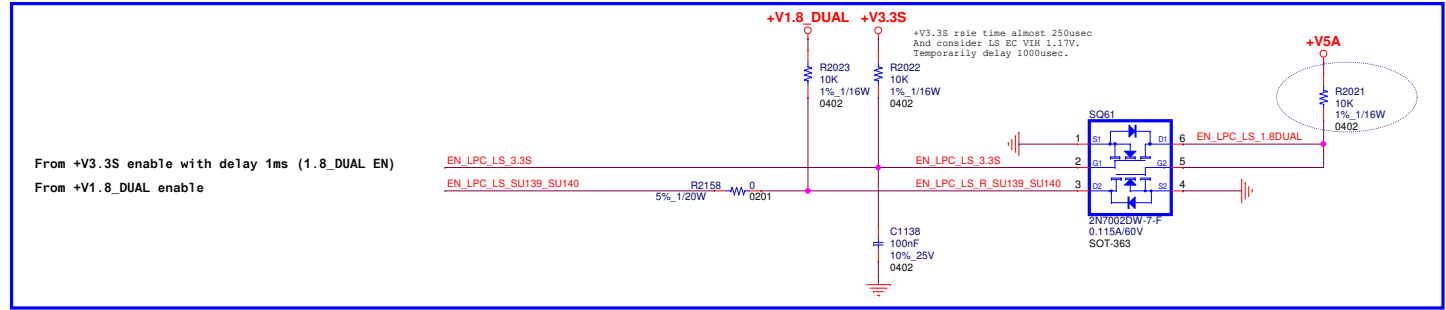 +V1.8_DUAL
+V3.3S
+V3.3S rsie time almost 250usec
And consider LS EC VIH 1.17V.
Temporarily delay 1000usec.
+V5A
R2023
10K
1%_1/16W
0402
R2022
10K
1%_1/16W
0402
R2021
10K
1%_1/16W
0402
SQ61
1
S1
D1
6
EN_LPC_LS_1.8DUAL
From +V3.3S enable with delay 1ms (1.8_DUAL EN)
EN_LPC_LS_3.3S
EN_LPC_LS_3.3S
2
G1
G2
5
From +V1.8_DUAL enable
EN_LPC_LS_SU139_SU140
R2158
0
5%_1/20W
0201
EN_LPC_LS_R_SU139_SU140
3
D2
S2
4
2N7002DW-7-F
0.115A/60V
SOT-363
C1138
100nF
10%_25V
0402